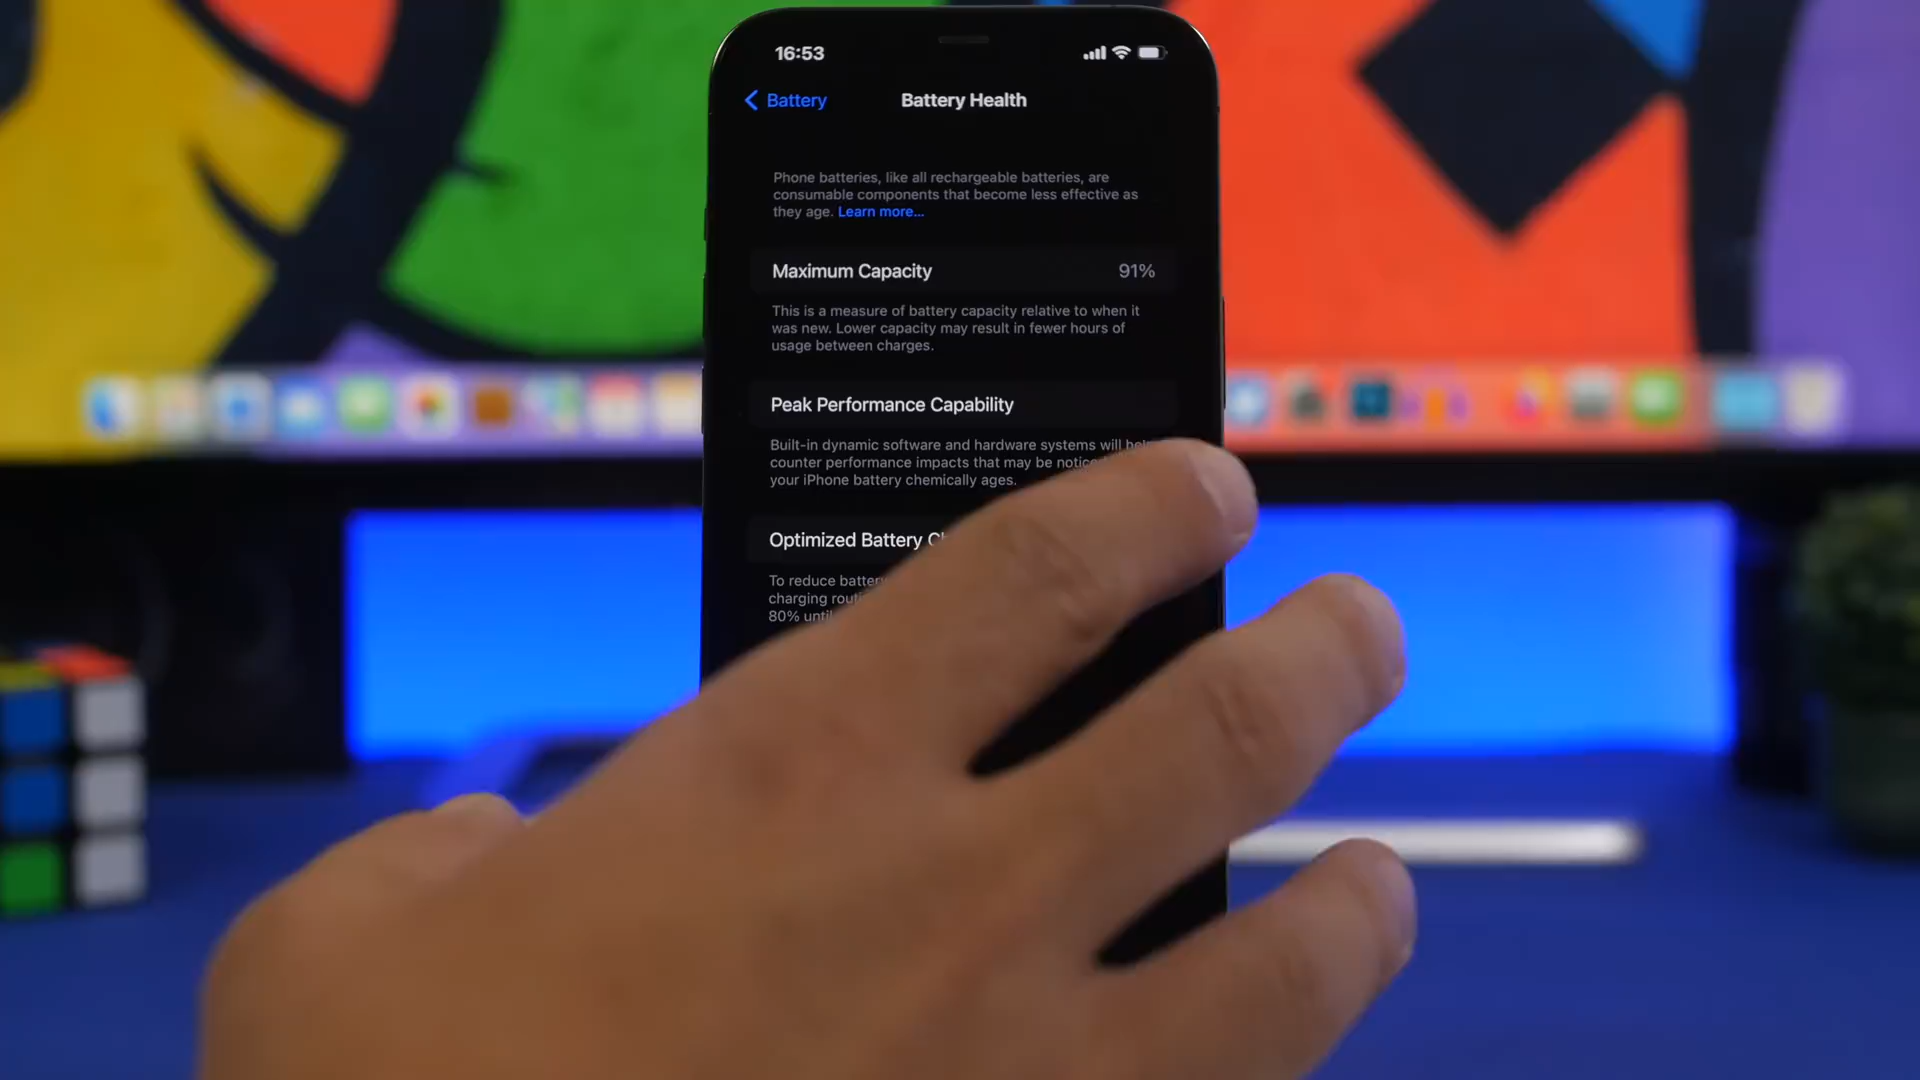 16:53
Battery
Battery Health
Phone batteries, like all rechargeable batteries, are
consumable components that become less effective as
they age. Learn more...
Maximum Capacity 91%
This is a measure of battery capacity relative to when it
was new. Lower capacity may result in fewer hours of
usage between charges.
Peak Performance Capability
Built-in dynamic software and hardware systems will
counter performance impacts that may be
your iPhone battery chemically ages.
Optimized Battery
To reduce
charging
80% until